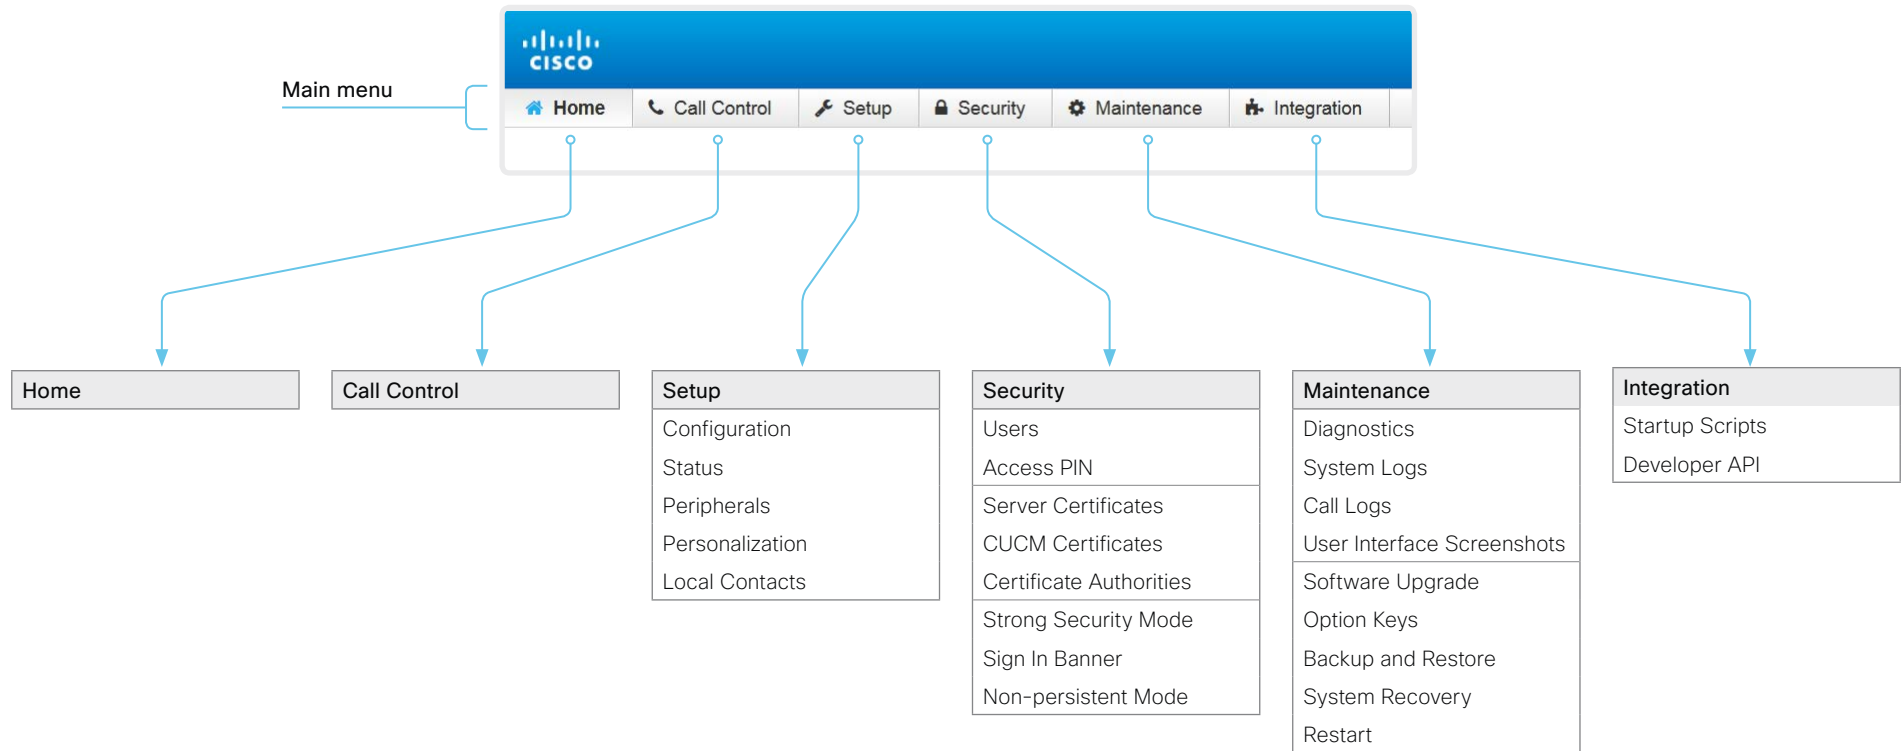 CISCO
Main menu
Home Call Control Setup Security Maintenance Integration
Home
Call Control
Setup
Configuration
Status
Peripherals
Personalization
Local Contacts
Security
Users
Access PIN
Server Certificates
CUCM Certificates
Certificate Authorities
Strong Security Mode
Sign In Banner
Non-persistent Mode
Maintenance
Diagnostics
System Logs
Call Logs
User Interface Screenshots
Software Upgrade
Option Keys
Backup and Restore
System Recovery
Restart
Integration
Startup Scripts
Developer API